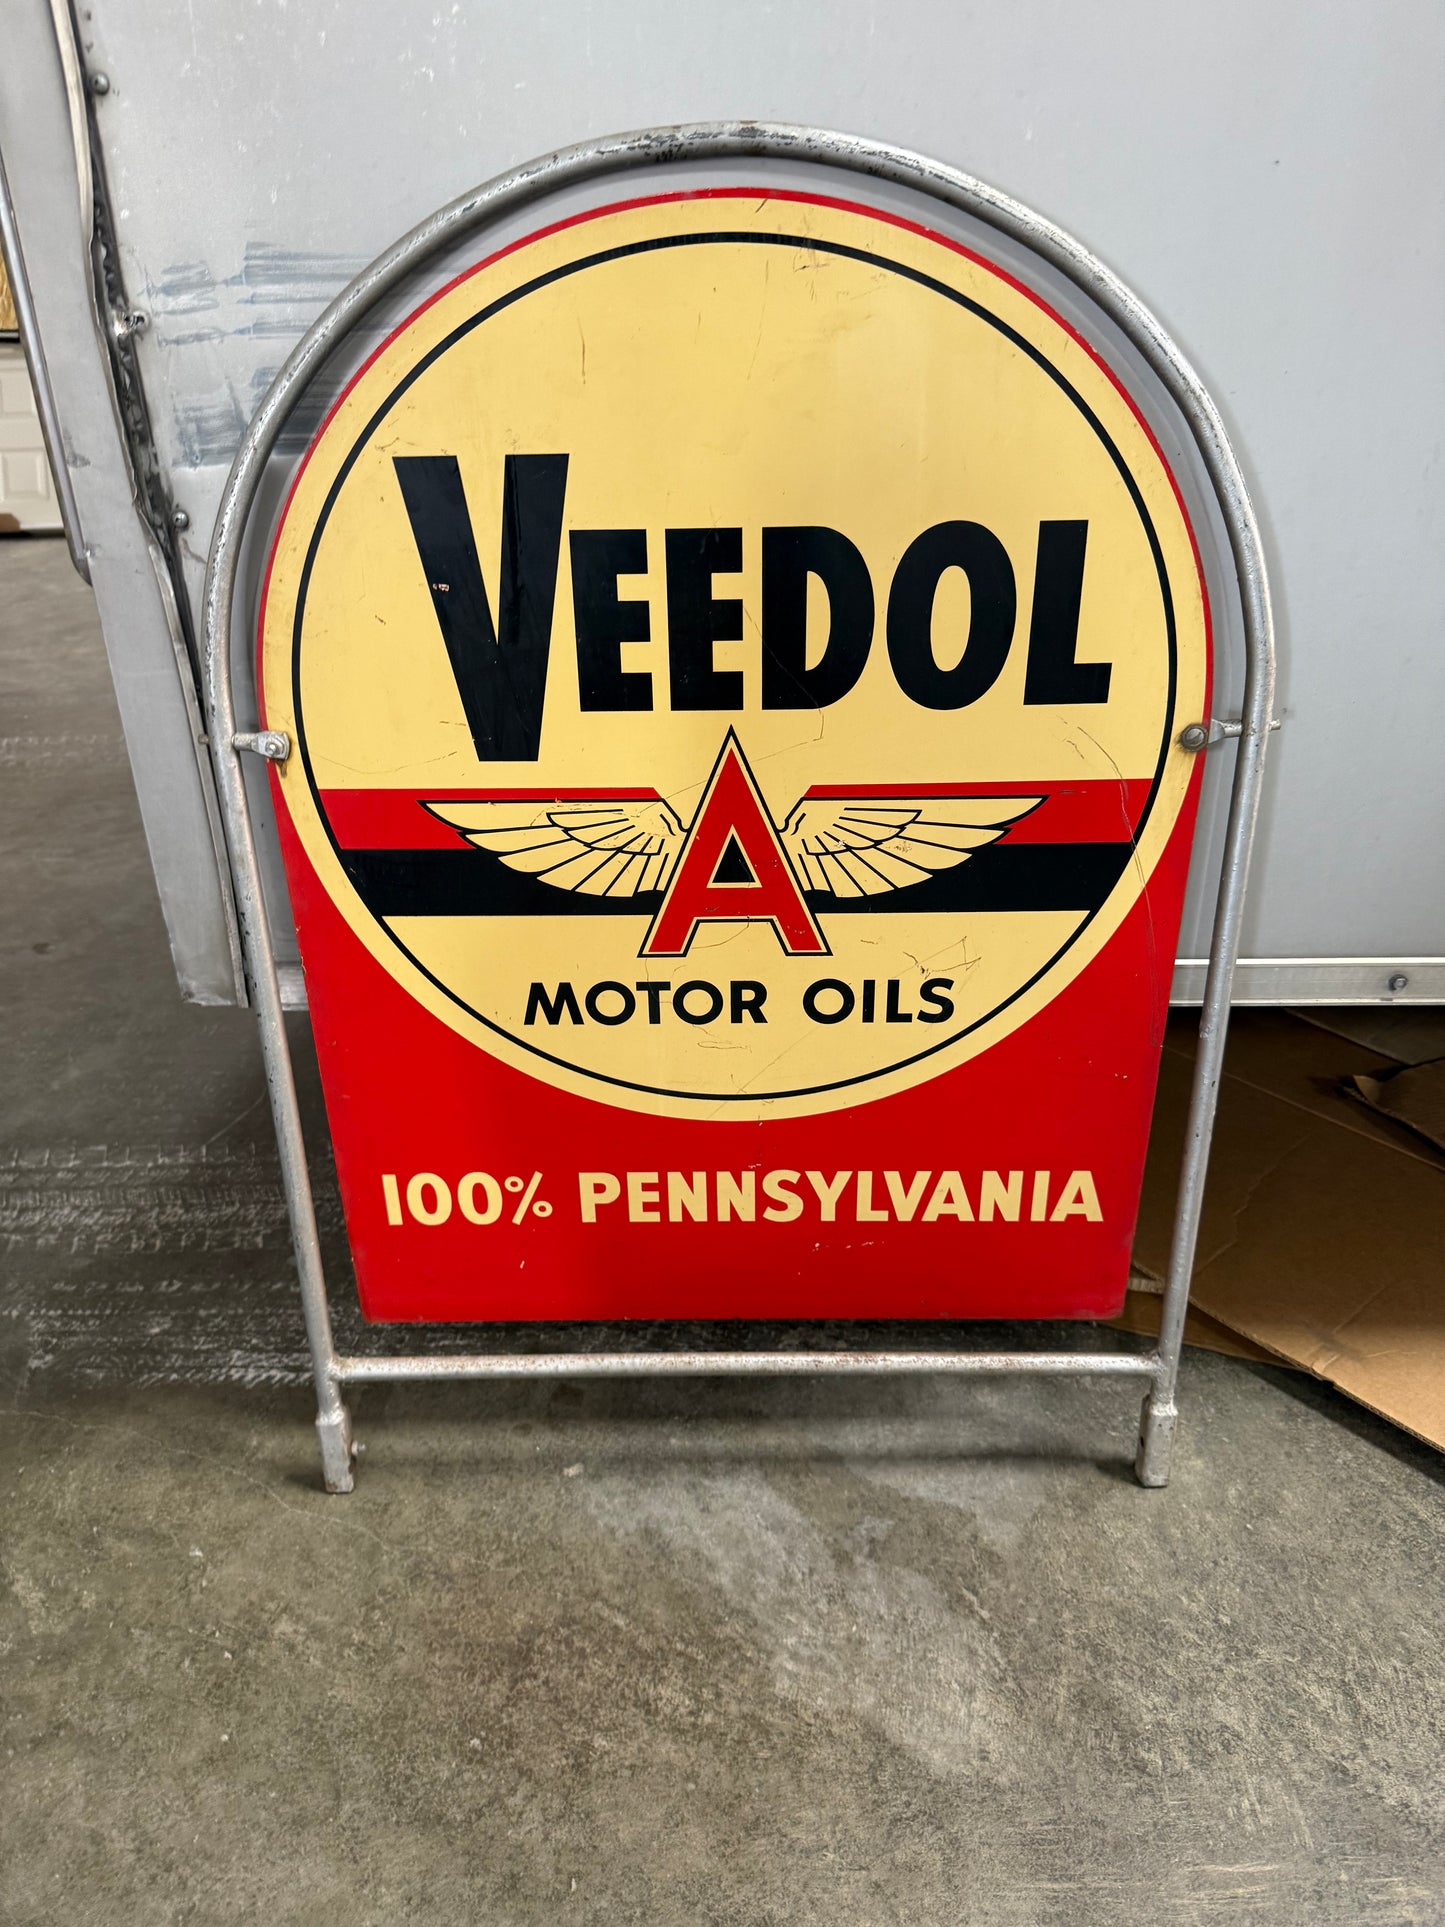 VEEDOL
A
MOTOR OILS
100% PENNSYLVANIA